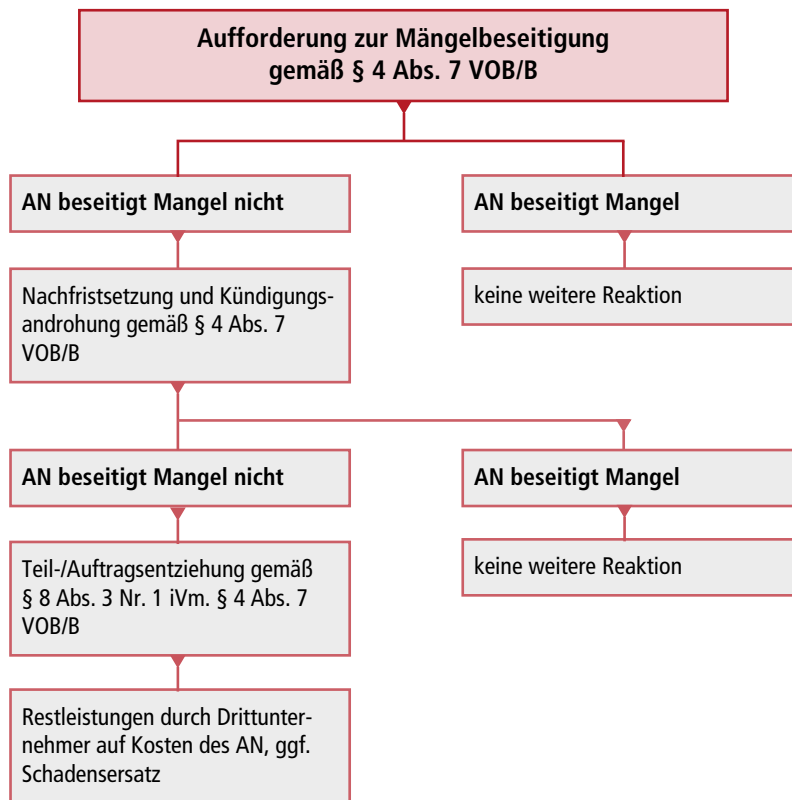 Aufforderung zur Mängelbeseitigung
gemäß § 4 Abs. 7 VOB/B
AN beseitigt Mangel nicht
AN beseitigt Mangel
Nachfristsetzung und Kündigungs-
androhung gemäß § 4 Abs. 7
VOB/B
keine weitere Reaktion
AN beseitigt Mangel nicht
AN beseitigt Mangel
Teil-/Auftragsentziehung gemäß
§ 8 Abs. 3 Nr. 1 iVm. § 4 Abs. 7
VOB/B
keine weitere Reaktion
Restleistungen durch Drittunter-
nehmer auf Kosten des AN, ggf.
Schadensersatz